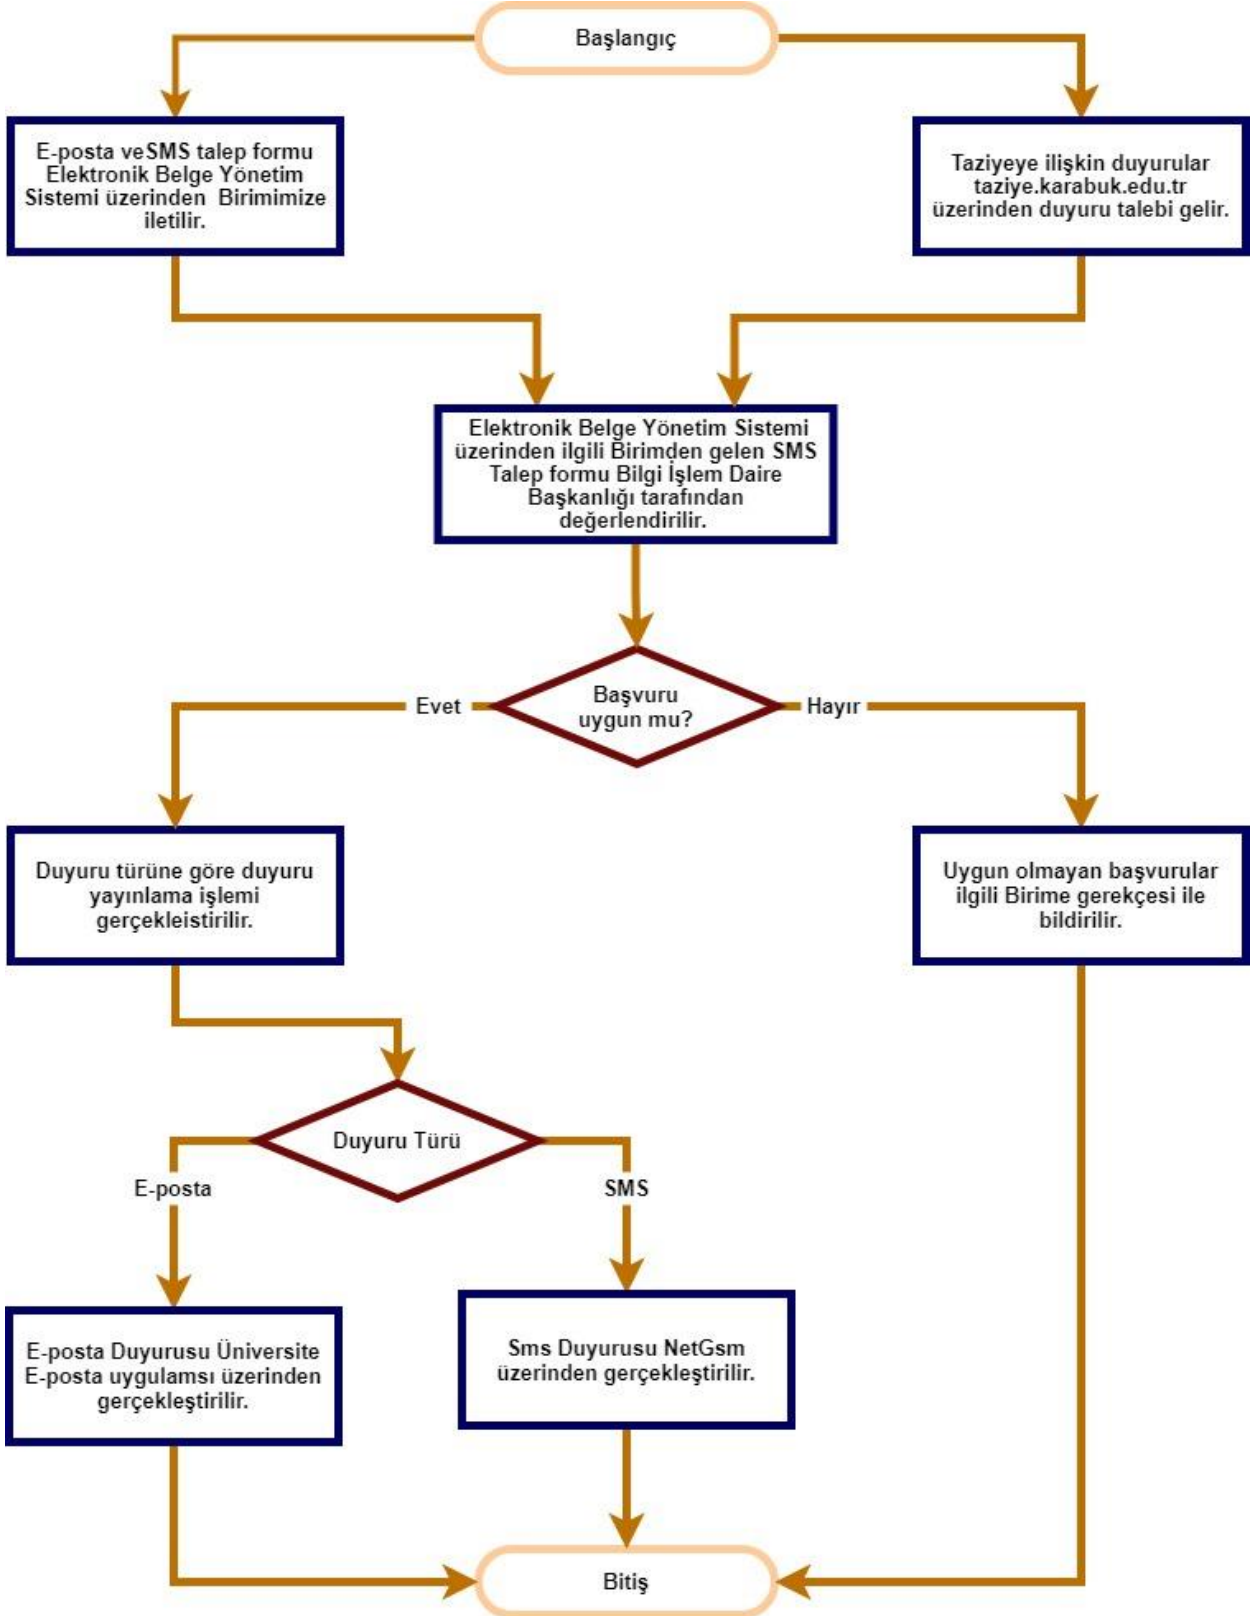 Başlangıç
E-posta veSMS talep formu
Elektronik Belge Yönetim
Sistemi üzerinden  Birimimize
iletilir.
Taziyeye ilişkin duyurular
taziye.karabuk.edu.tr
üzerinden duyuru talebi gelir.
Elektronik Belge Yönetim Sistemi
üzerinden ilgili Birimden gelen SMS
Talep formu Bilgi İşlem Daire
Başkanlığı tarafından
değerlendirilir.
Başvuru
uygun mu?
Evet
Hayır
Duyuru türüne göre duyuru
yayınlama işlemi
gerçekleistirilir.
Uygun olmayan başvurular
ilgili Birime gerekçesi ile
bildirilir.
Duyuru Türü
E-posta
SMS
E-posta Duyurusu Üniversite
E-posta uygulamsı üzerinden
gerçekleştirilir.
Sms Duyurusu NetGsm
üzerinden gerçekleştirilir.
Bitiş